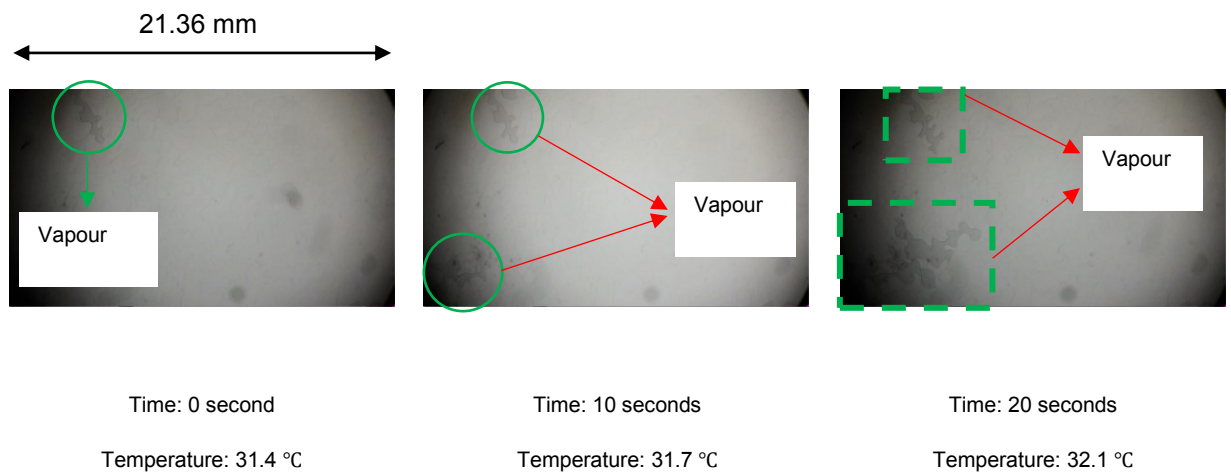 21.36 mm
Vapour
Vapour
Vapour
Time: 0 second
Time: 10 seconds
Time: 20 seconds
Temperature: 31.4 ℃
Temperature: 31.7 ℃
Temperature: 32.1 ℃